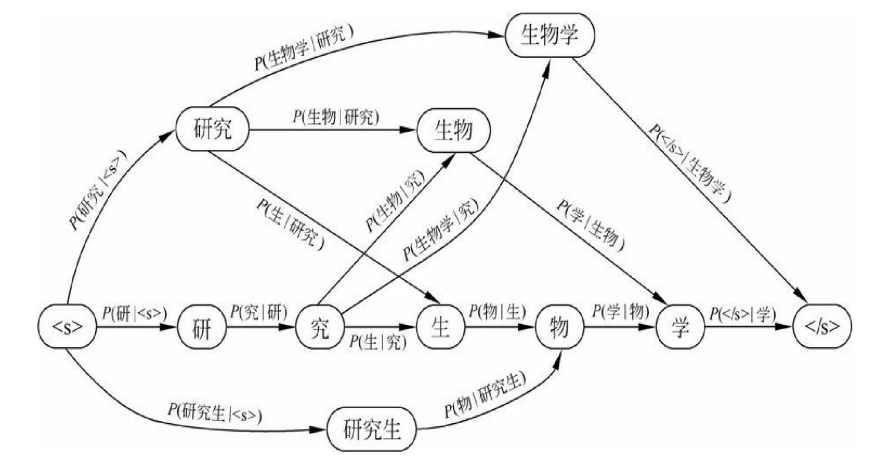 生物学
P(生物学|研究)
研究
P(生物|研究)
生物
P(</s>|生物学)
P(研究|<s>)
P(生|研究)
P(生物|究)
P(生物学|究)
P(学|生物)
<s>
P(研|<s>)
研
P(究|研)
究
P(生|究)
生
P(物|生)
物
P(学|物)
学
P(</s>|学)
</s>
P(研究生|<s>)
研究生
P(物|研究生)